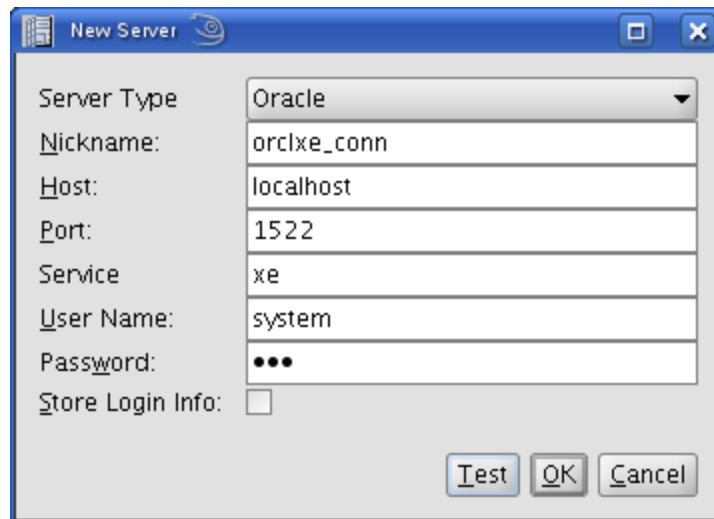 New Server
Server Type Oracle
Nickname: orclxe_conn
Host: localhost
Port: 1522
Service xe
User Name: system
Password: •••
Store Login Info:
Test OK Cancel